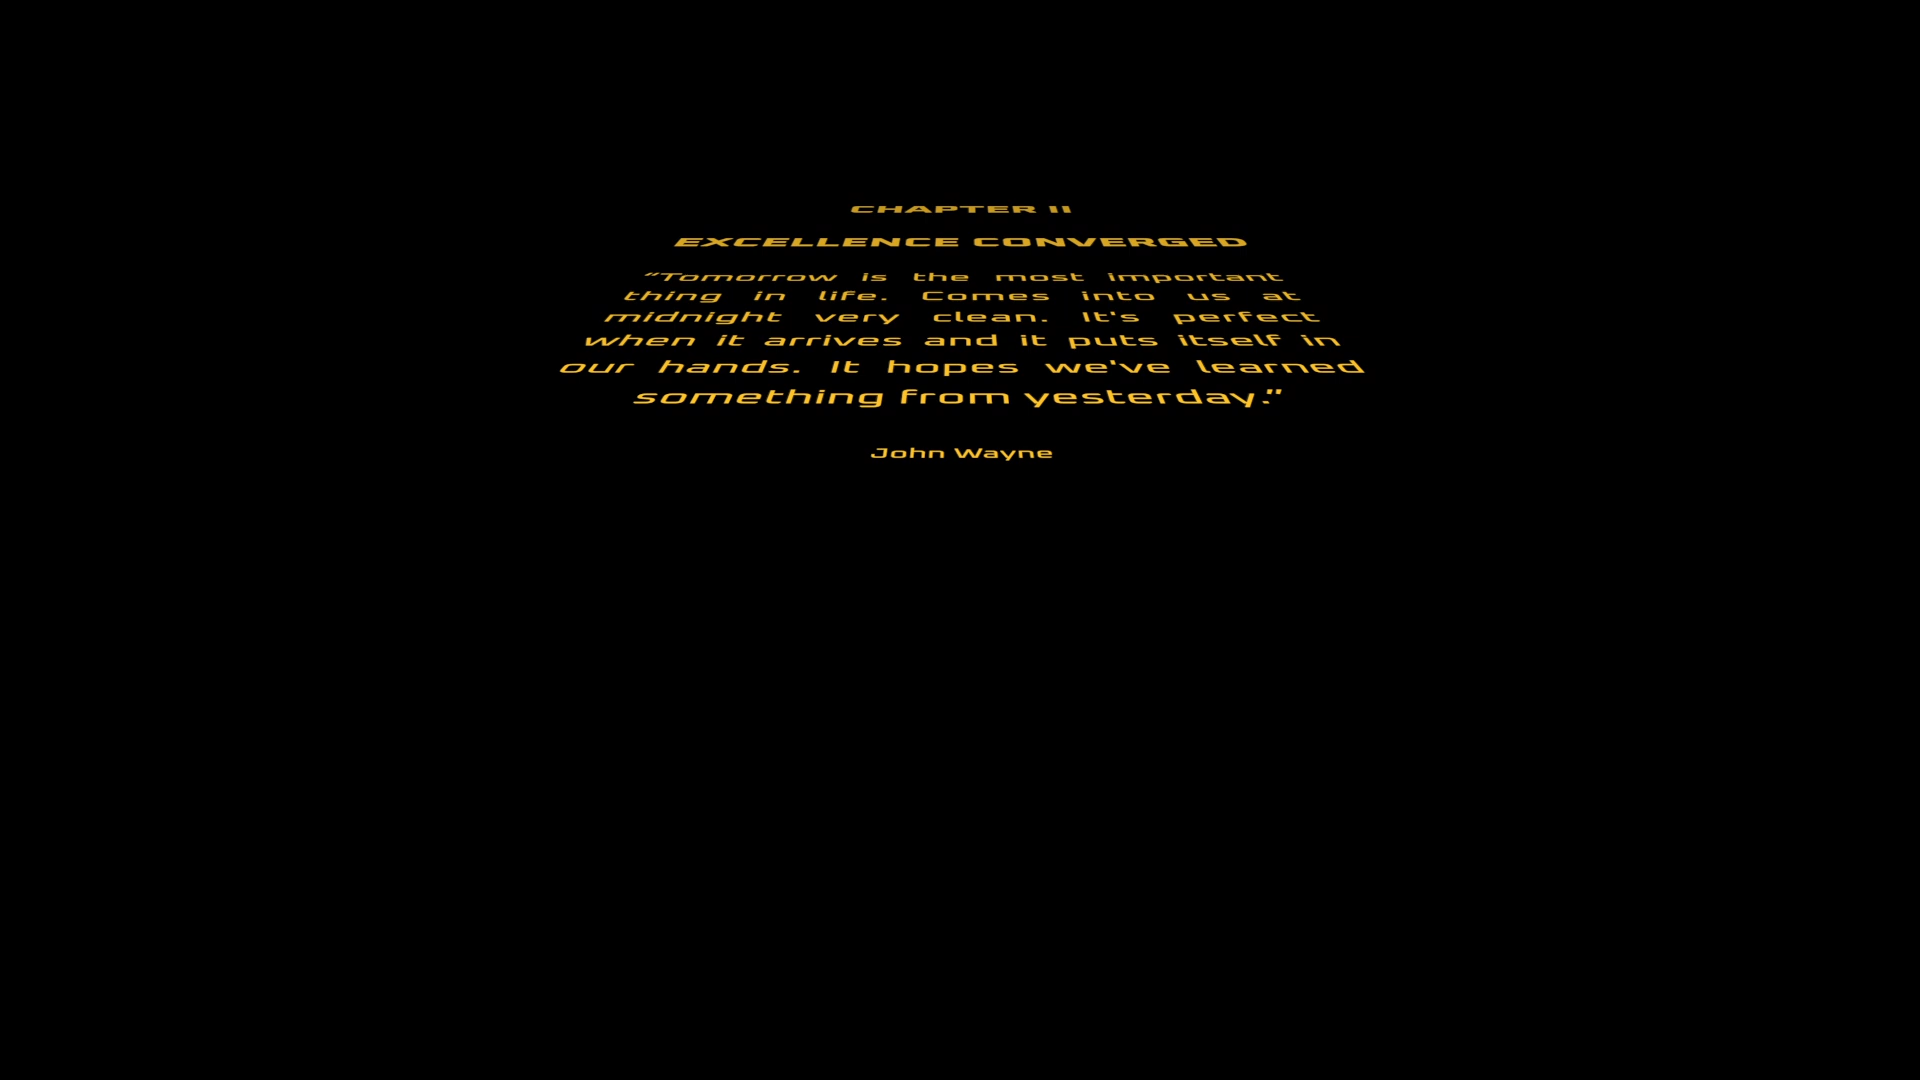 CHAPTER II
EXCELLENCE CONVERGED
“Tomorrow is the most important
thing in life. Comes into us at
midnight very clean. It's perfect
when it arrives and it puts itself in
our hands. It hopes we've learned
something from yesterday."
John Wayne